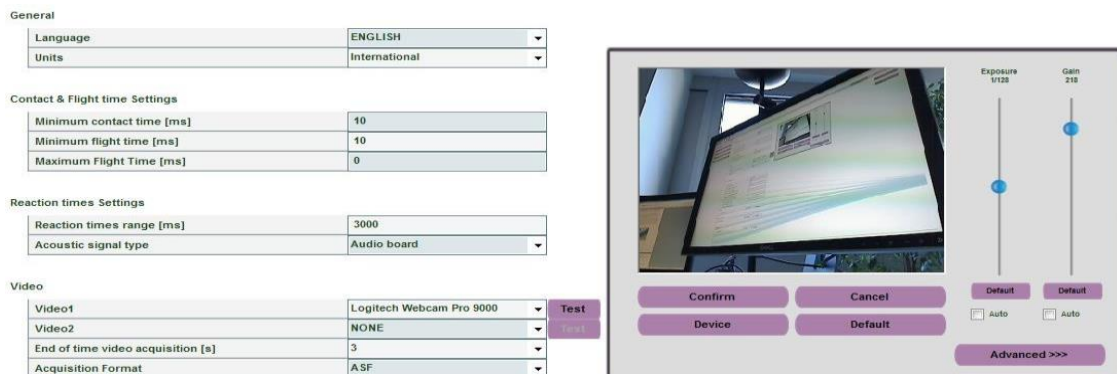 General
Language ENGLISH
Units International
Contact & Flight time Settings
Minimum contact time [ms] 10
Minimum flight time [ms] 10
Maximum Flight Time [ms] 0
Reaction times Settings
Reaction times range [ms] 3000
Acoustic signal type Audio board
Video
Video1 Logitech Webcam Pro 9000 Test
Video2 NONE Test
End of time video acquisition [s] 3
Acquisition Format ASF
Exposure Gain
1/128 218
Default Default
Auto Auto
Confirm Cancel
Device Default
Advanced >>>